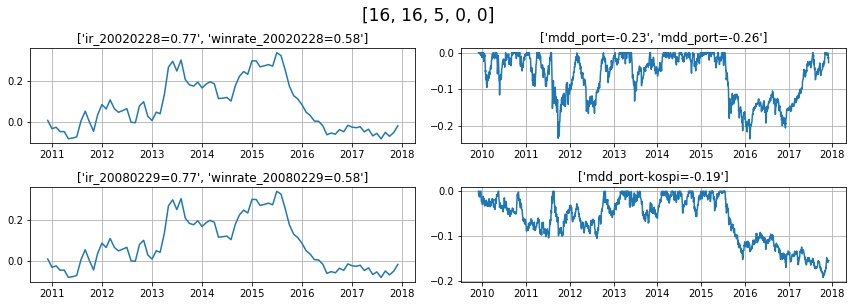 [16, 16, 5, 0, 0]
['ir_20020228=0.77', 'winrate_20020228=0.58']
0.2
0.0
2011 2012 2013 2014 2015 2016 2017 2018
['mdd_port=-0.23', 'mdd_port=-0.26']
0.0
−0.1
−0.2
2010 2011 2012 2013 2014 2015 2016 2017 2018
['ir_20080229=0.77', 'winrate_20080229=0.58']
0.2
0.0
2011 2012 2013 2014 2015 2016 2017 2018
['mdd_port-kospi=-0.19']
0.0
−0.1
−0.2
2010 2011 2012 2013 2014 2015 2016 2017 2018